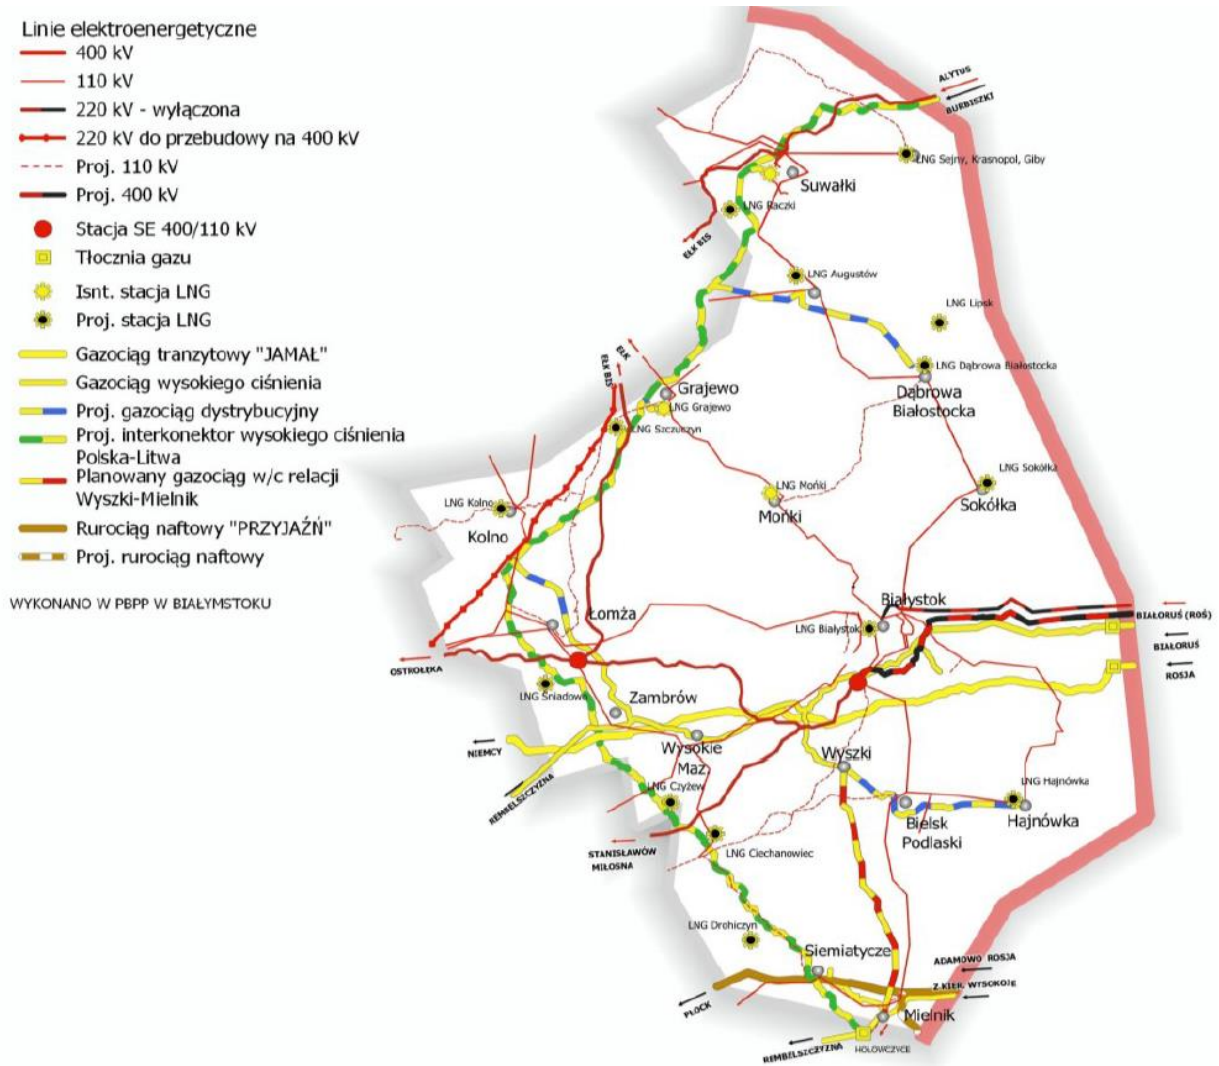 Linie elektroenergetyczne
400 kV
110 kV
220 kV - wyłączona
220 kV do przebudowy na 400 kV
Proj. 110 kV
Proj. 400 kV
Stacja SE 400/110 kV
Tłocznia gazu
Isnt. stacja LNG
Proj. stacja LNG
Gazociąg tranzytowy "JAMAŁ"
Gazociąg wysokiego ciśnienia
Proj. gazociąg dystrybucyjny
Proj. interkonektor wysokiego ciśnienia
Polska-Litwa
Planowany gazociąg w/c relacji
Wyszki-Mielnik
Rurociąg naftowy "PRZYJAŹŃ"
Proj. rurociąg naftowy
WYKONANO W PBPP W BIAŁYMSTOKU
ALYTUS
BURBISZKI
LNG Sejny, Krasnopol, Giby
Suwałki
LNG Raczki
EŁK BIS
LNG Augustów
LNG Lipsk
EŁK
EŁK BIS
LNG Dąbrowa Białostocka
Grajewo
Dąbrowa
Białostocka
LNG Grajewo
LNG Szczuczyn
LNG Sokółka
LNG Mońki
LNG Kolno
Sokółka
Mońki
Kolno
Białystok
Łomża
BIAŁORUŚ (ROŚ)
LNG Białystok
BIAŁORUŚ
OSTROŁĘKA
ROSJA
LNG Śniadowo
Zambrów
NIEMCY
Wysokie
Maz.
Wyszki
REMBELSZCZYZNA
LNG Czyżew
LNG Hajnówka
Bielsk
Podlaski
Hajnówka
STANISŁAWÓW
MIŁOSNA
LNG Ciechanowiec
LNG Drohiczyn
Siemiatycze
ADAMOWO ROSJA
Z KIER. WYSOKOJE
PŁOCK
Mielnik
REMBELSZCZYZNA
HOŁOWCZYCE